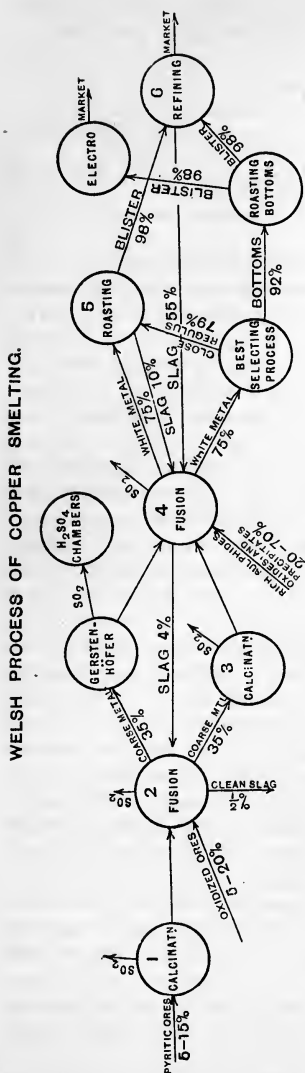 WELSH PROCESS OF COPPER SMELTING.
PYRITIC ORES
5-15%
1
CALCINATN
SO2
OXIDIZED ORES
5-20%
2
FUSION
SO2
CLEAN SLAG
½%
COARSE METAL
35%
COARSE MTL
35%
GERSTEN-
HÖFER
SO2
H2SO4
CHAMBERS
3
CALCINATN
SO2
SLAG 4%
4
FUSION
SO2
RICH SULPHIDES
OXIDES AND
PRECIPITATES
20-70%
WHITE METAL
75%
SLAG 10%
SLAG 55%
WHITE METAL
75%
5
ROASTING
BEST
SELECTING
PROCESS
CLOSE
REGULUS
79%
BLISTER
98%
BOTTOMS
92%
ROASTING
BOTTOMS
BLISTER
98%
BLISTER
98%
ELECTRO
MARKET
6
REFINING
MARKET